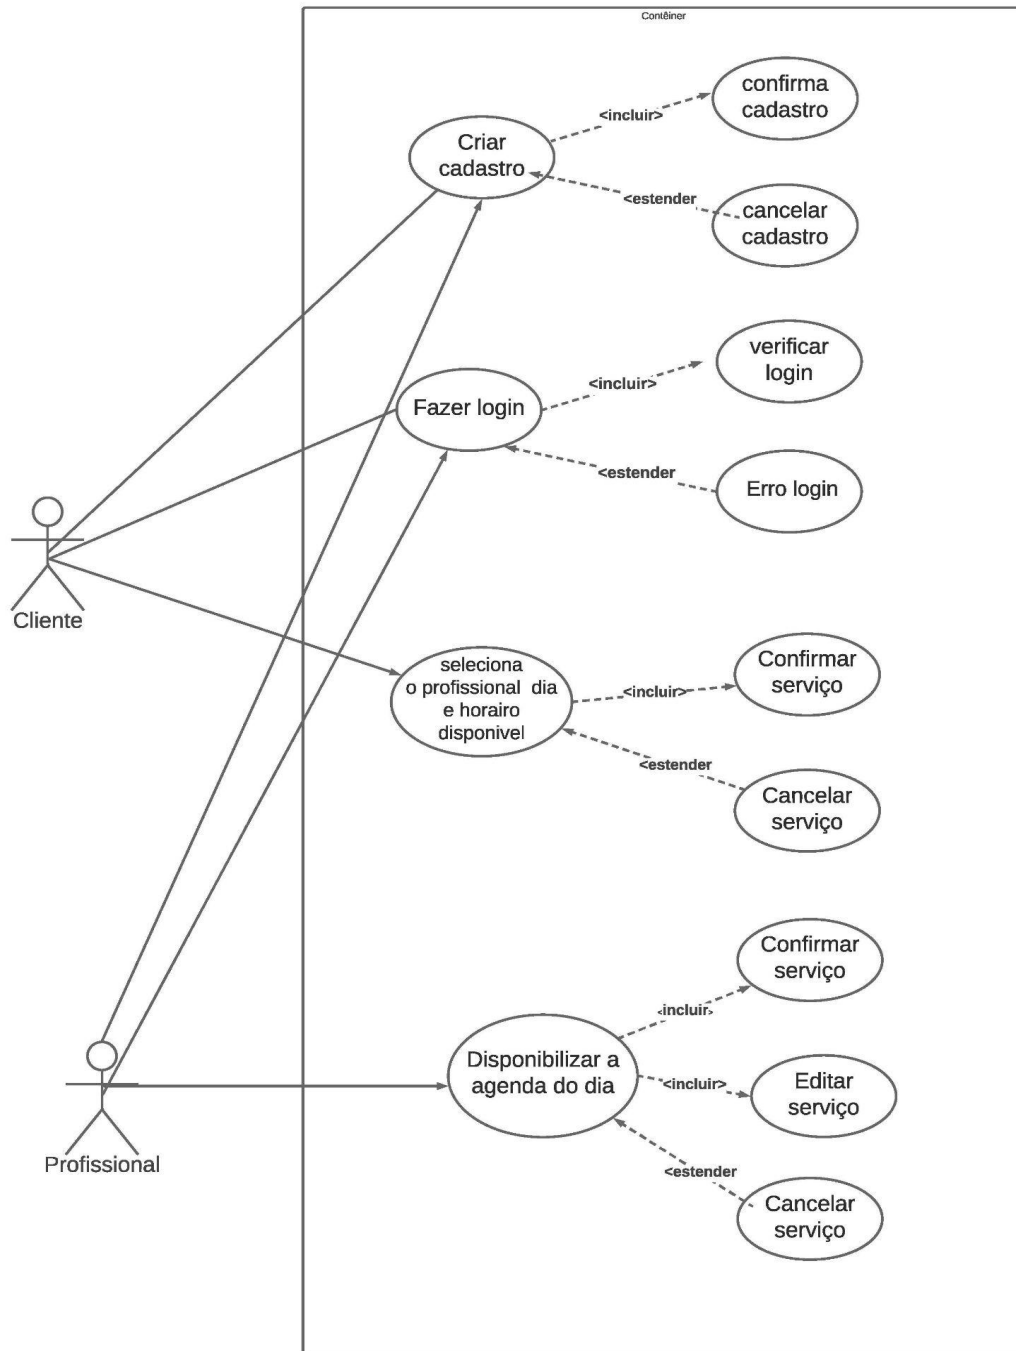 Contêiner
confirma
cadastro
<incluir>
Criar
cadastro
<estender
cancelar
cadastro
verificar
login
<incluir>
Fazer login
<estender
Erro login
Cliente
seleciona
o profissional dia
e horairo
disponivel
Confirmar
serviço
<incluir>
<estender
Cancelar
serviço
Confirmar
serviço
<incluir>
Disponibilizar a
agenda do dia
<incluir>
Editar
serviço
<estender
Cancelar
serviço
Profissional